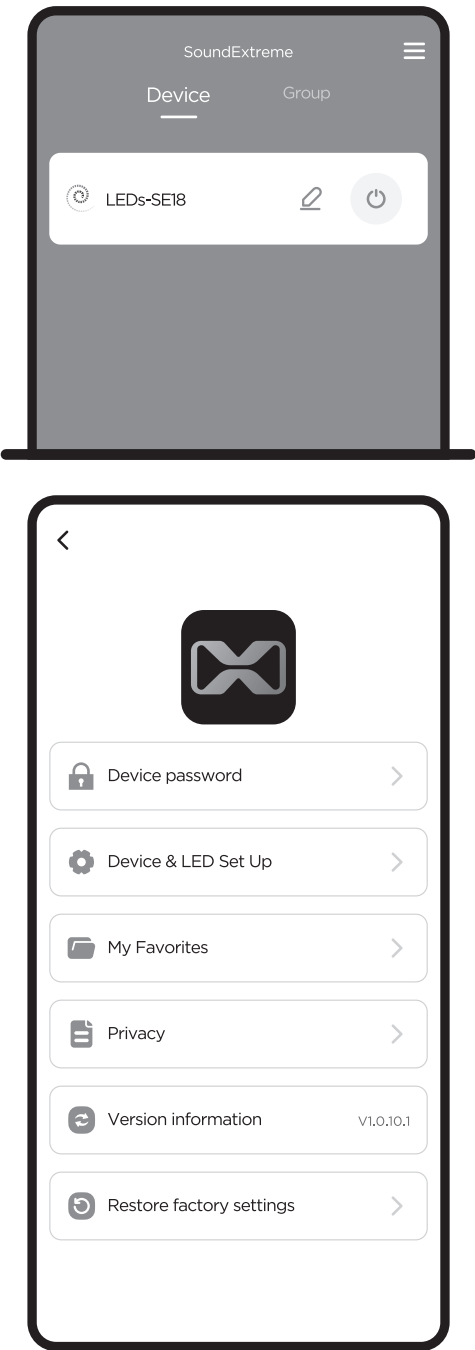 SoundExtreme
Device Group
LEDs-SE18
Device password
Device & LED Set Up
My Favorites
Privacy
Version information V1.0.10.1
Restore factory settings